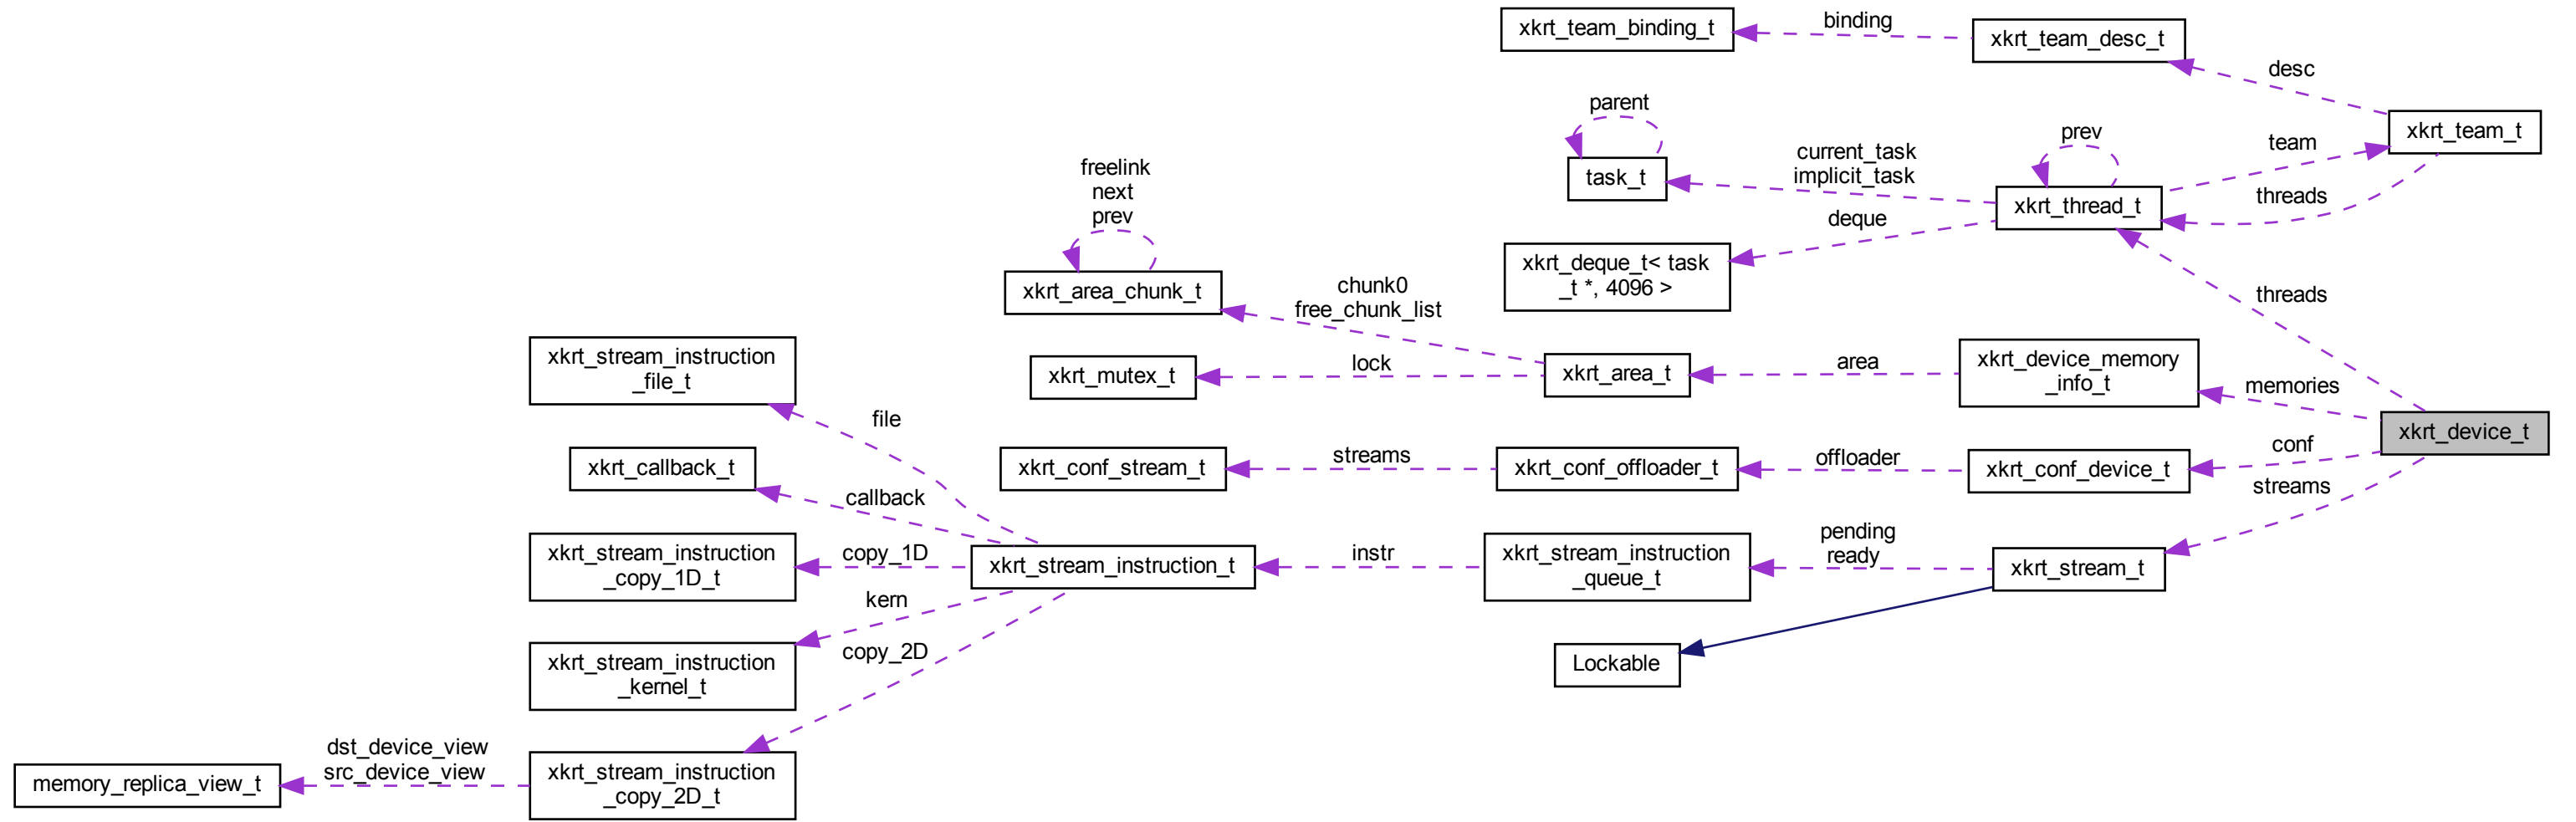 xkrt_team_binding_t
binding
xkrt_team_desc_t
desc
parent
task_t
current_task
implicit_task
prev
team
xkrt_team_t
threads
xkrt_thread_t
deque
xkrt_deque_t< task
_t *, 4096 >
freelink
next
prev
xkrt_area_chunk_t
chunk0
free_chunk_list
threads
xkrt_stream_instruction
_file_t
xkrt_mutex_t
lock
xkrt_area_t
area
xkrt_device_memory
_info_t
memories
xkrt_device_t
file
xkrt_callback_t
callback
xkrt_conf_stream_t
streams
xkrt_conf_offloader_t
offloader
xkrt_conf_device_t
conf
streams
xkrt_stream_instruction
_copy_1D_t
copy_1D
xkrt_stream_instruction_t
instr
xkrt_stream_instruction
_queue_t
pending
ready
xkrt_stream_t
kern
xkrt_stream_instruction
_kernel_t
copy_2D
Lockable
memory_replica_view_t
dst_device_view
src_device_view
xkrt_stream_instruction
_copy_2D_t